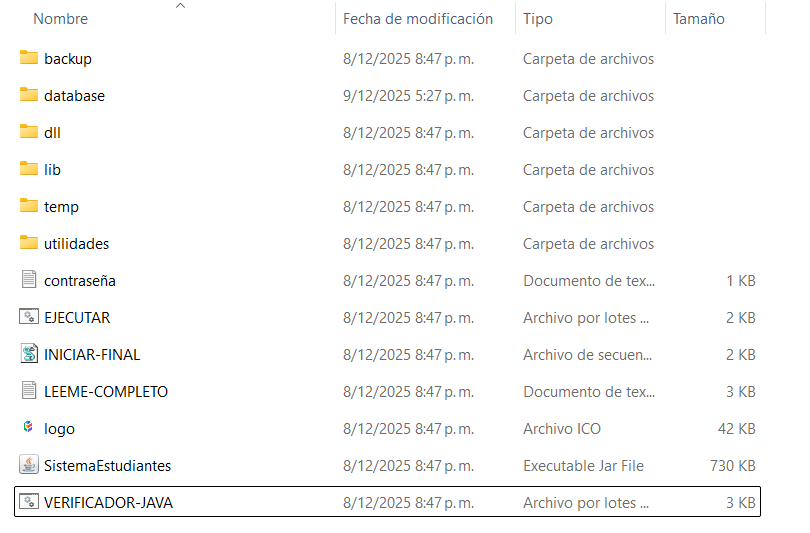 Nombre Fecha de modificación Tipo Tamaño
backup 8/12/2025 8:47 p. m. Carpeta de archivos
database 9/12/2025 5:27 p. m. Carpeta de archivos
dll 8/12/2025 8:47 p. m. Carpeta de archivos
lib 8/12/2025 8:47 p. m. Carpeta de archivos
temp 8/12/2025 8:47 p. m. Carpeta de archivos
utilidades 8/12/2025 8:47 p. m. Carpeta de archivos
contraseña 8/12/2025 8:47 p. m. Documento de tex... 1 KB
EJECUTAR 8/12/2025 8:47 p. m. Archivo por lotes ... 2 KB
INICIAR-FINAL 8/12/2025 8:47 p. m. Archivo de secuen... 2 KB
LEEME-COMPLETO 8/12/2025 8:47 p. m. Documento de tex... 3 KB
logo 8/12/2025 8:47 p. m. Archivo ICO 42 KB
SistemaEstudiantes 8/12/2025 8:47 p. m. Executable Jar File 730 KB
VERIFICADOR-JAVA 8/12/2025 8:47 p. m. Archivo por lotes ... 3 KB